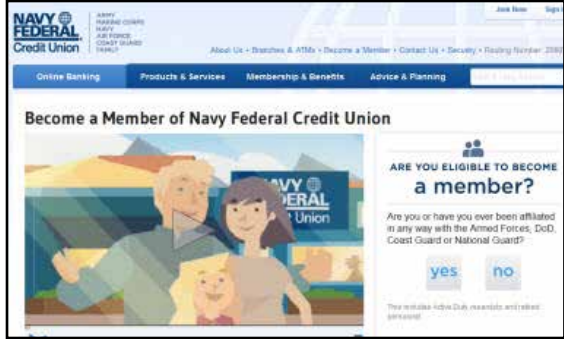 NAVY
FEDERAL
Credit Union
ARMY
MARINE CORPS
NAVY
AIR FORCE
COAST GUARD
FAMILY
Join Now Sign
About Us • Branches & ATMs • Become a Member • Contact Us • Security • Routing Number
Online Banking Products & Services Membership & Benefits Advice & Planning
Become a Member of Navy Federal Credit Union
NAVY
FEDERAL
Union
ARE YOU ELIGIBLE TO BECOME
a member?
Are you or have you ever been affiliated
in any way with the Armed Forces, DoD,
Coast Guard or National Guard?
yes no
This includes Active Duty, reservists and retired
personnel